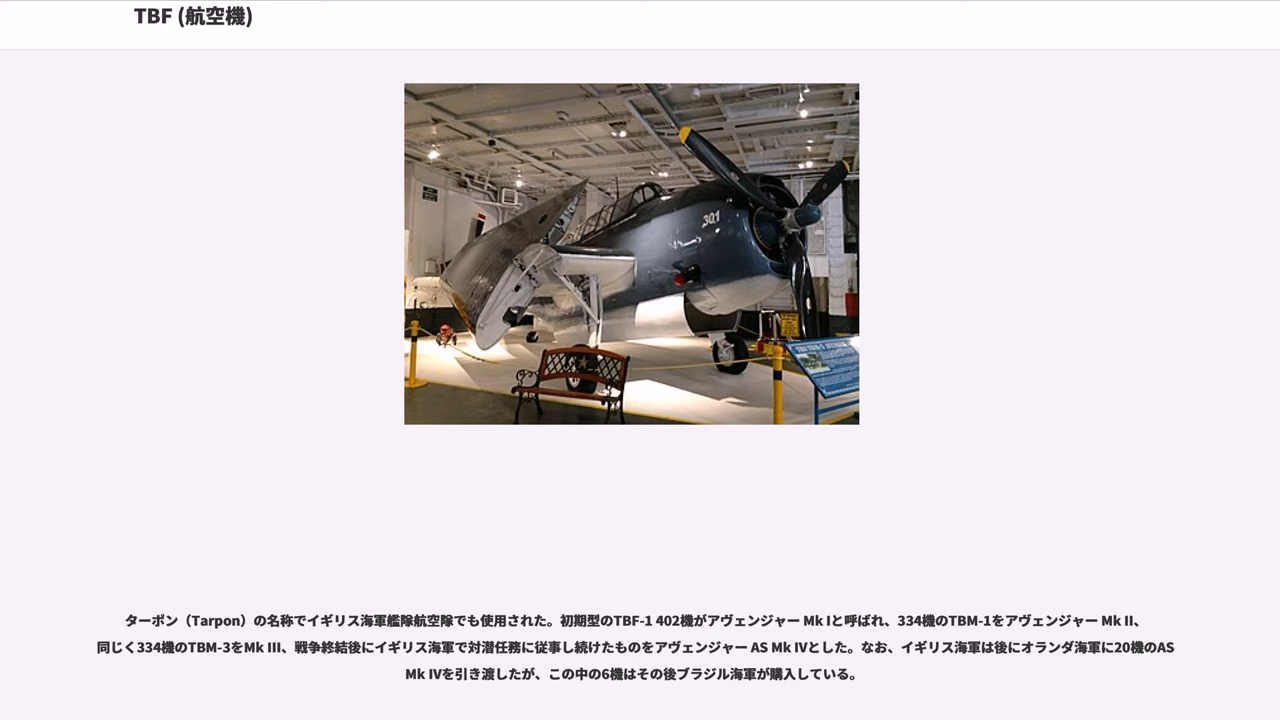 TBF (航空機)
301
ターポン（Tarpon）の名称でイギリス海軍艦隊航空隊でも使用された。初期型のTBF-1 402機がアヴェンジャー Mk Iと呼ばれ、334機のTBM-1をアヴェンジャー Mk II、
同じく334機のTBM-3をMk III、戦争終結後にイギリス海軍で対潜任務に従事し続けたものをアヴェンジャー AS Mk IVとした。なお、イギリス海軍は後にオランダ海軍に20機のAS
Mk IVを引き渡したが、この中の6機はその後ブラジル海軍が購入している。